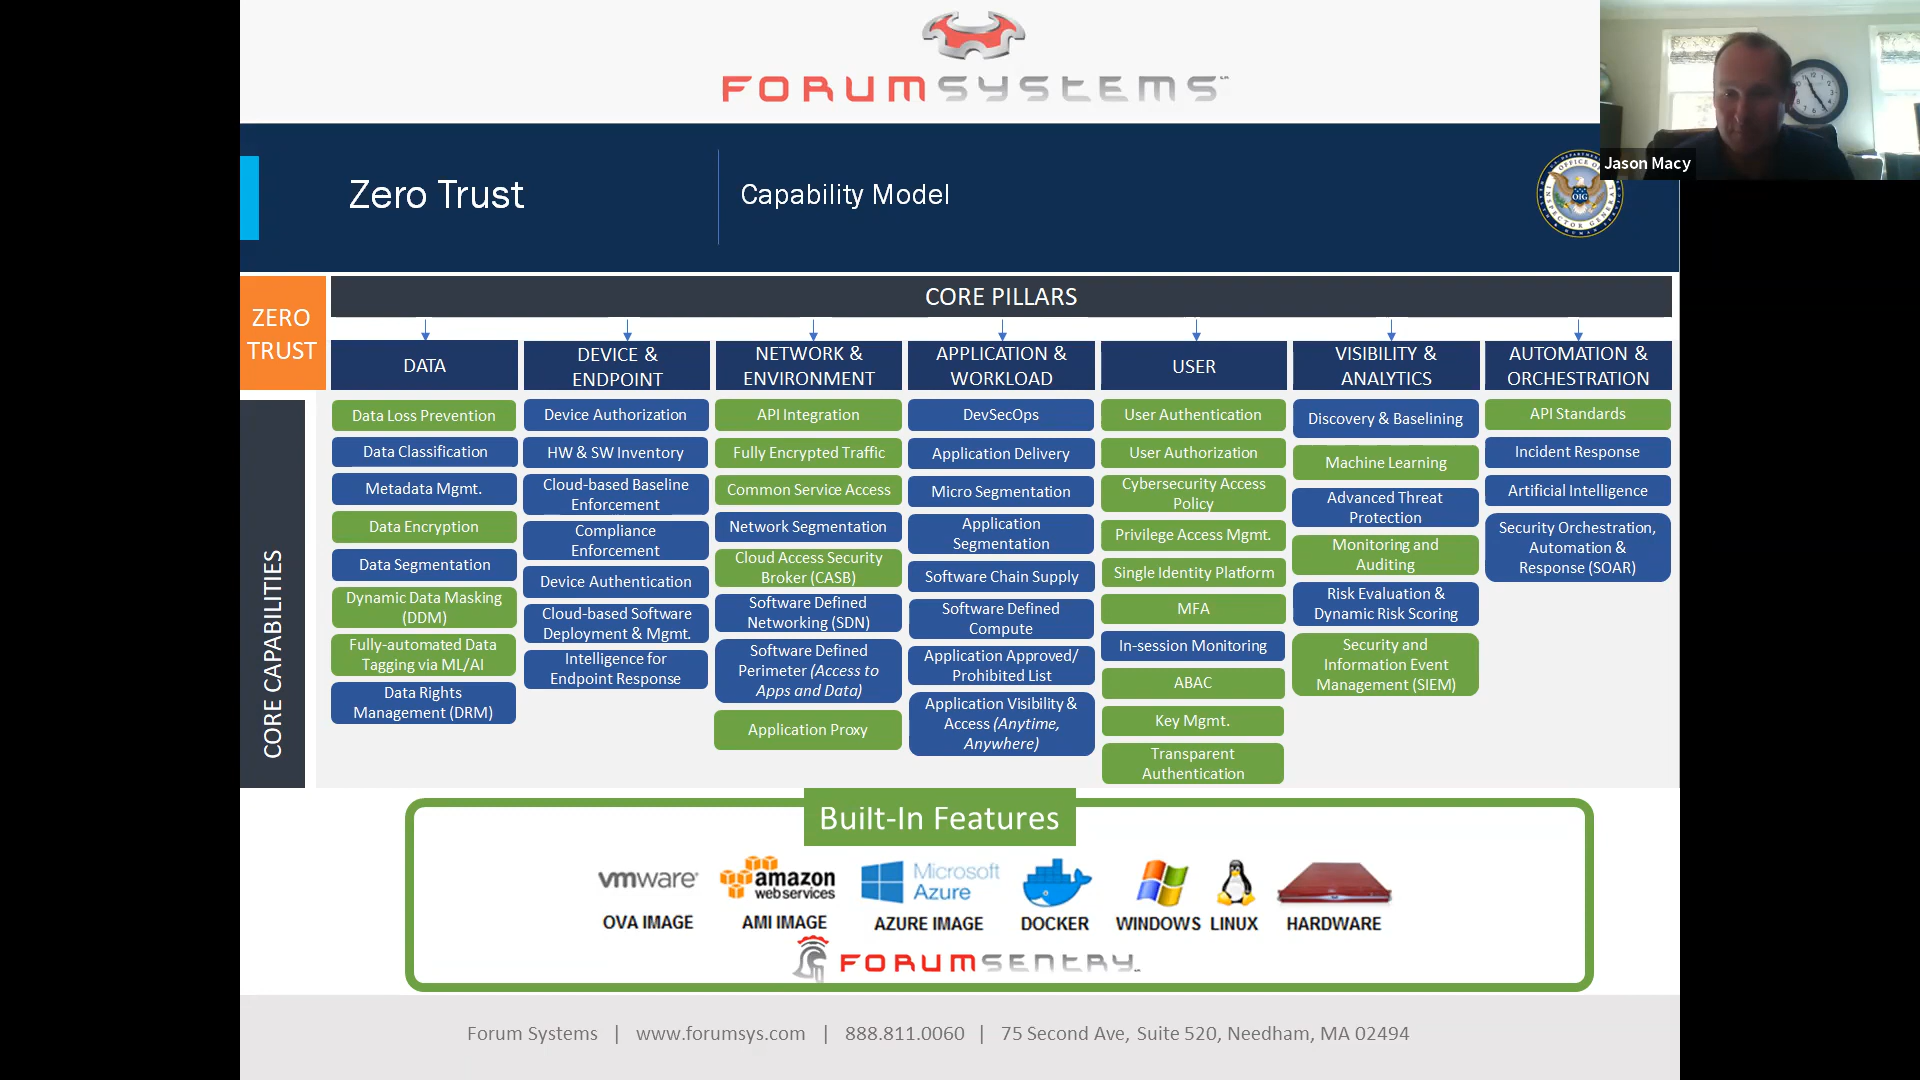 FORUMSYSTEMS
Jason Macy
Zero Trust
Capability Model
OFFICE OF
INSPECTOR GENERAL
OIG
ZERO
TRUST
CORE PILLARS
DATA
DEVICE &
ENDPOINT
NETWORK &
ENVIRONMENT
APPLICATION &
WORKLOAD
USER
VISIBILITY &
ANALYTICS
AUTOMATION &
ORCHESTRATION
CORE CAPABILITIES
Data Loss Prevention
Data Classification
Metadata Mgmt.
Data Encryption
Data Segmentation
Dynamic Data Masking
(DDM)
Fully-automated Data
Tagging via ML/AI
Data Rights
Management (DRM)
Device Authorization
HW & SW Inventory
Cloud-based Baseline
Enforcement
Compliance
Enforcement
Device Authentication
Cloud-based Software
Deployment & Mgmt.
Intelligence for
Endpoint Response
API Integration
Fully Encrypted Traffic
Common Service Access
Network Segmentation
Cloud Access Security
Broker (CASB)
Software Defined
Networking (SDN)
Software Defined
Perimeter (Access to
Apps and Data)
Application Proxy
DevSecOps
Application Delivery
Micro Segmentation
Application
Segmentation
Software Chain Supply
Software Defined
Compute
Application Approved/
Prohibited List
Application Visibility &
Access (Anytime,
Anywhere)
User Authentication
User Authorization
Cybersecurity Access
Policy
Privilege Access Mgmt.
Single Identity Platform
MFA
In-session Monitoring
ABAC
Key Mgmt.
Transparent
Authentication
Discovery & Baselining
Machine Learning
Advanced Threat
Protection
Monitoring and
Auditing
Risk Evaluation &
Dynamic Risk Scoring
Security and
Information Event
Management (SIEM)
API Standards
Incident Response
Artificial Intelligence
Security Orchestration,
Automation &
Response (SOAR)
Built-In Features
vmware
OVA IMAGE
amazon
webservices
AMI IMAGE
Microsoft
Azure
AZURE IMAGE
DOCKER
WINDOWS
LINUX
HARDWARE
FORUMSENTRY
Forum Systems | www.forumsys.com | 888.811.0060 | 75 Second Ave, Suite 520, Needham, MA 02494